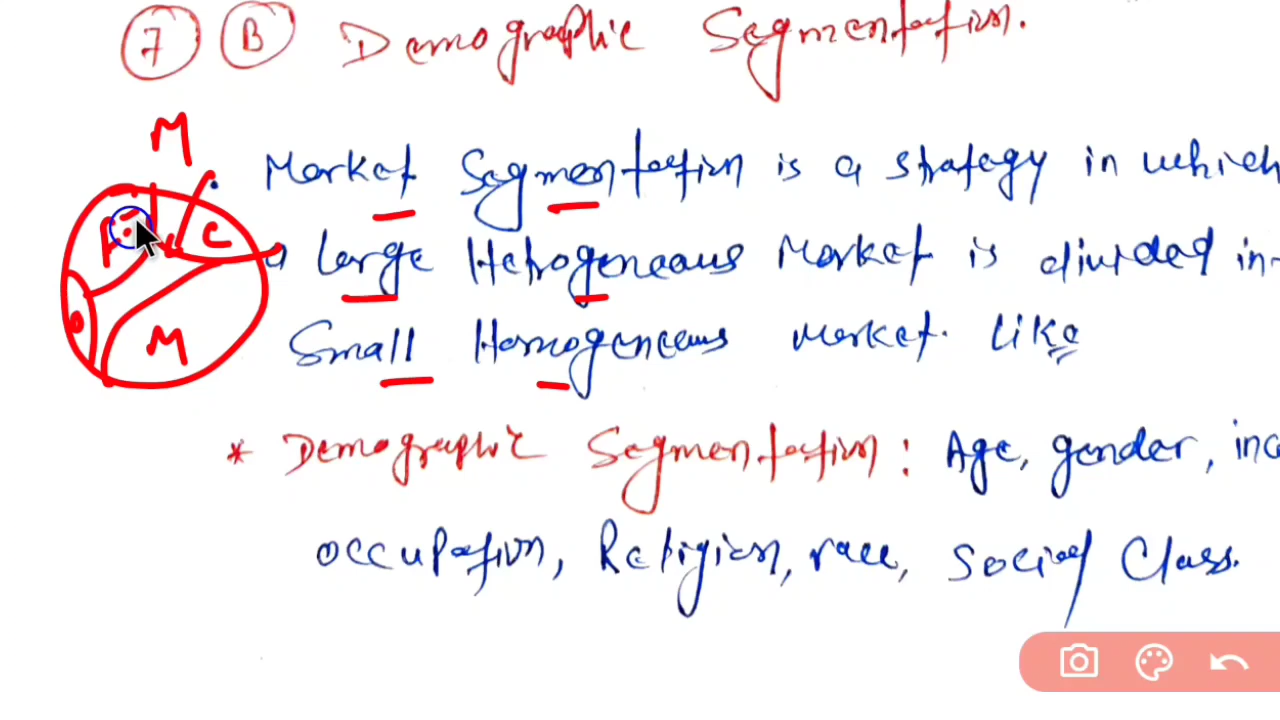 7 B Demographic Segmentation.
M
Market Segmentation is a strategy in which
a large Hetrogeneous Market is divided in-
Small Homogeneous Market. like
C
M
* Demographic Segmentation: Age, gender, inc
occupation, Religion, race, Social Class.